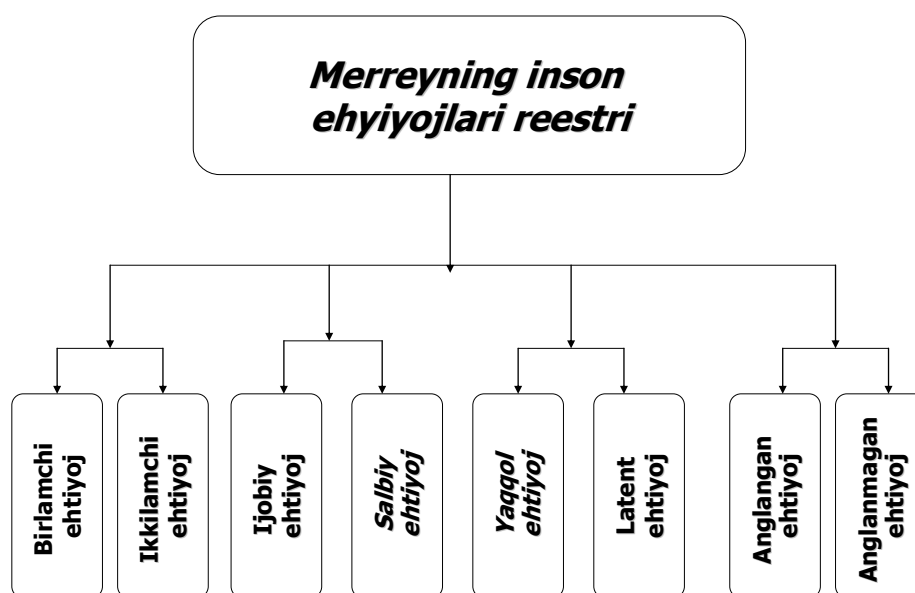 Merreyning inson
ehyiyojlari reestri
Birlamchi
ehtiyoj
Ikkilamchi
ehtiyoj
Ijobiy
ehtiyoj
Salbiy
ehtiyoj
Yaqqol
ehtiyoj
Latent
ehtiyoj
Anglangan
ehtiyoj
Anglanmagan
ehtiyoj